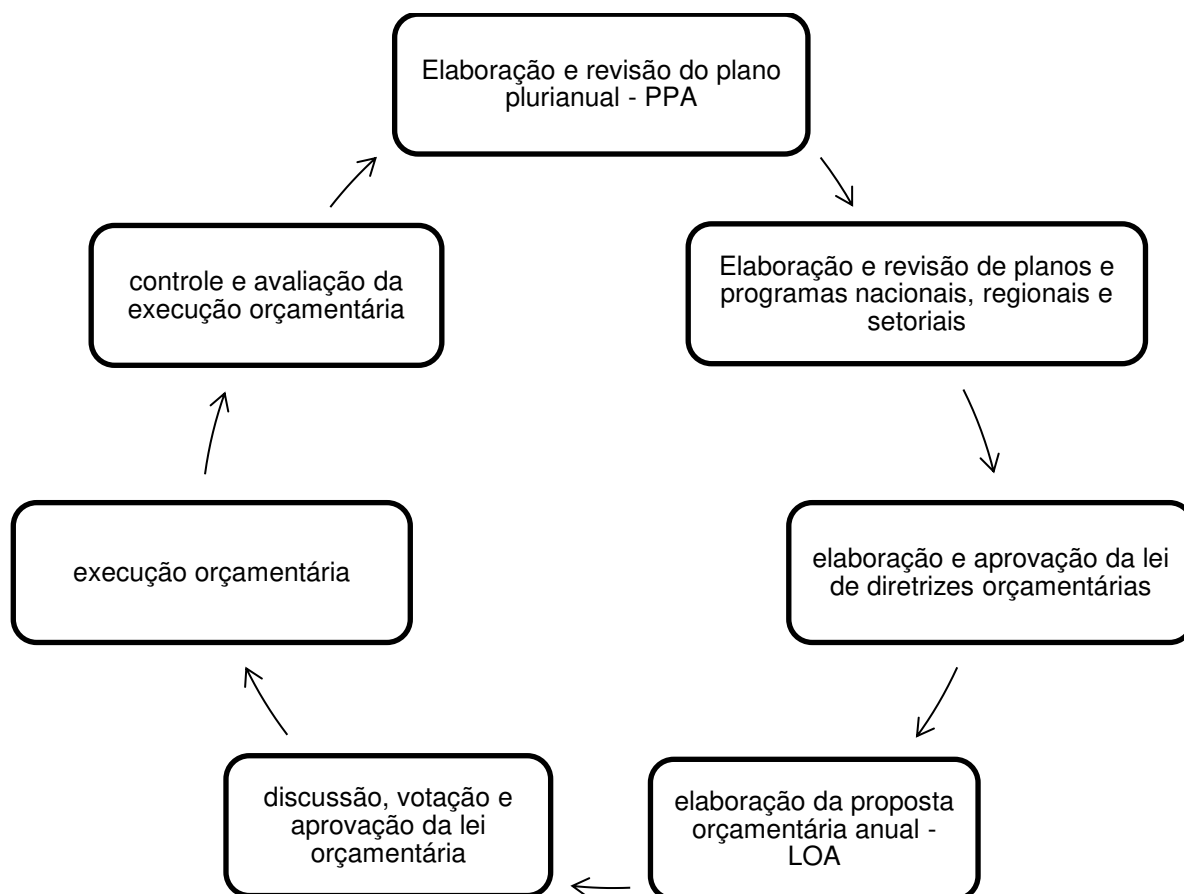 Elaboração e revisão do plano
plurianual - PPA
Elaboração e revisão de planos e
programas nacionais, regionais e
setoriais
elaboração e aprovação da lei
de diretrizes orçamentárias
elaboração da proposta
orçamentária anual -
LOA
discussão, votação e
aprovação da lei
orçamentária
execução orçamentária
controle e avaliação da
execução orçamentária